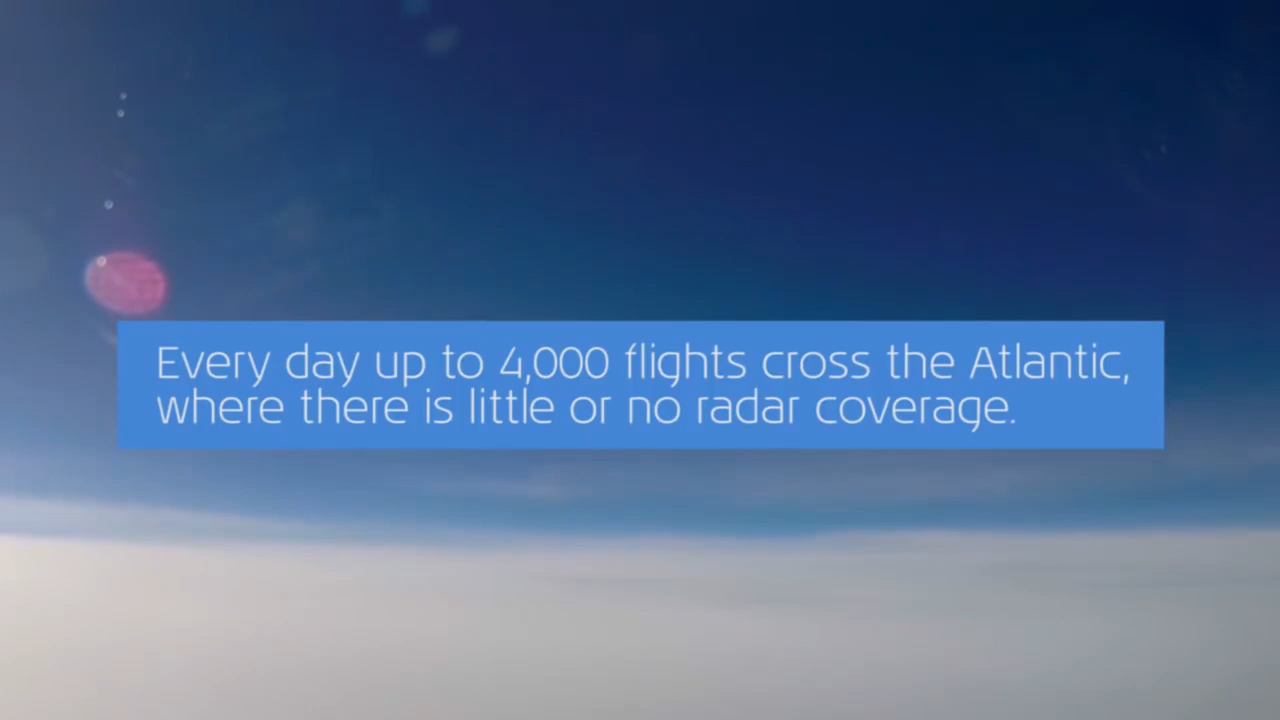 Every day up to 4,000 flights cross the Atlantic,
where there is little or no radar coverage.